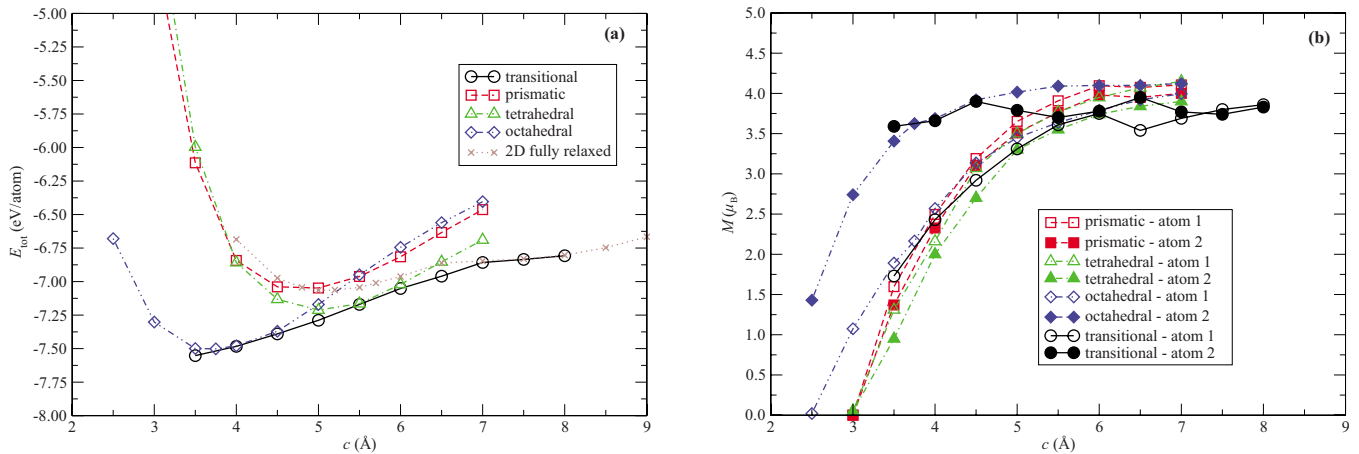 -5.00
-5.25
-5.50
-5.75
-6.00
-6.25
-6.50
-6.75
-7.00
-7.25
-7.50
-7.75
-8.00
E_tot (eV/atom)
2 3 4 5 6 7 8 9
c (Å)
(a)
transitional
prismatic
tetrahedral
octahedral
2D fully relaxed
5.0
4.5
4.0
3.5
3.0
2.5
2.0
1.5
1.0
0.5
0.0
M (μ_B)
2 3 4 5 6 7 8 9
c (Å)
(b)
prismatic - atom 1
prismatic - atom 2
tetrahedral - atom 1
tetrahedral - atom 2
octahedral - atom 1
octahedral - atom 2
transitional - atom 1
transitional - atom 2